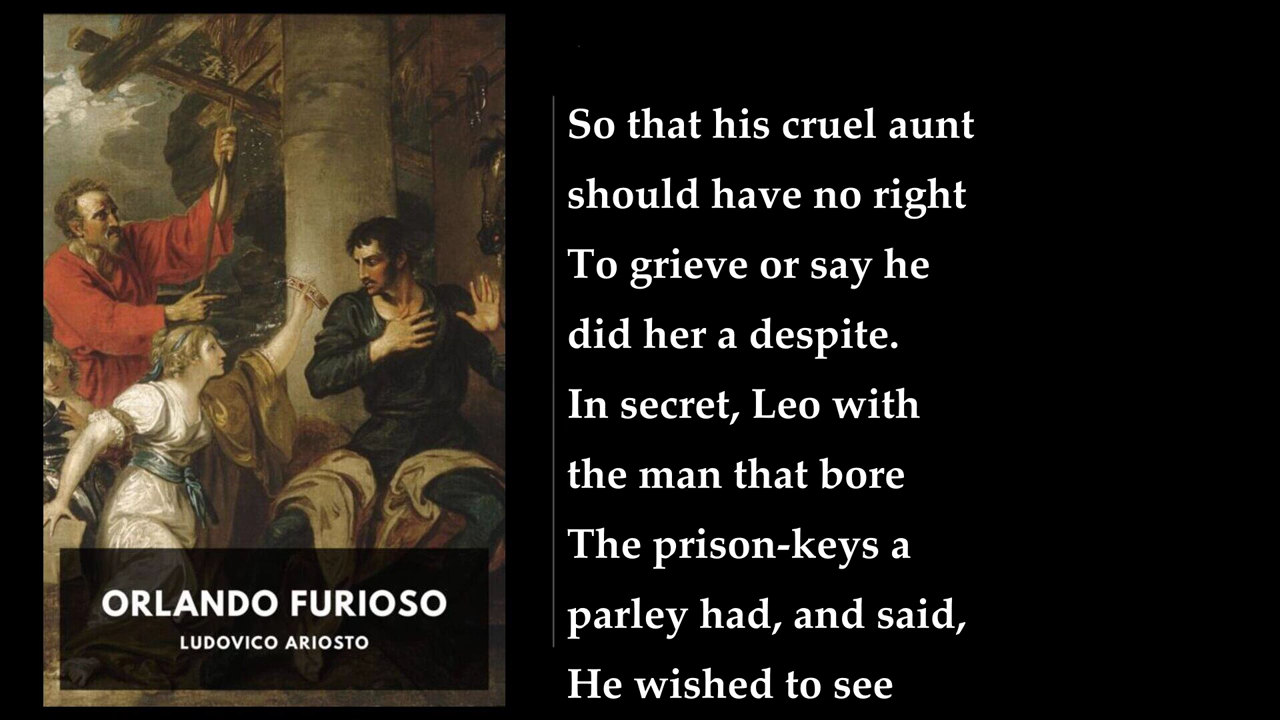 ORLANDO FURIOSO
LUDOVICO ARIOSTO
So that his cruel aunt
should have no right
To grieve or say he
did her a despite.
In secret, Leo with
the man that bore
The prison-keys a
parley had, and said,
He wished to see